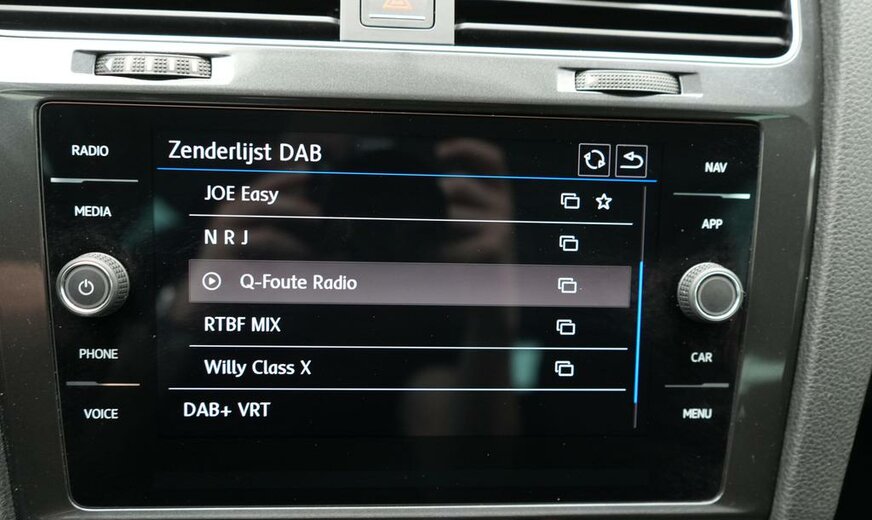 Zenderlijst DAB
RADIO
MEDIA
PHONE
VOICE
JOE Easy
N R J
Q-Foute Radio
RTBF MIX
Willy Class X
DAB+ VRT
NAV
APP
CAR
MENU